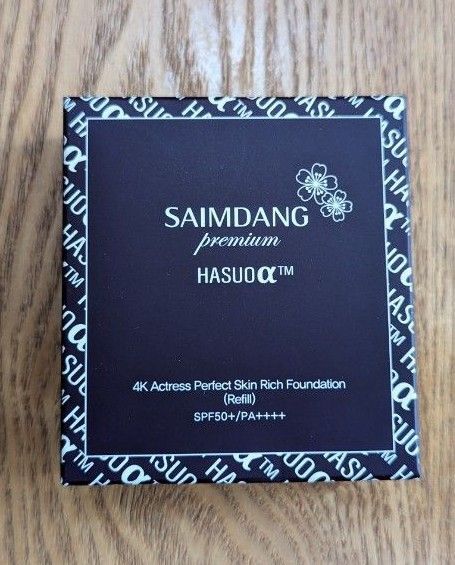 SAIMDANG
premium
HASUOα™
4K Actress Perfect Skin Rich Foundation
(Refill)
SPF50+/PA++++